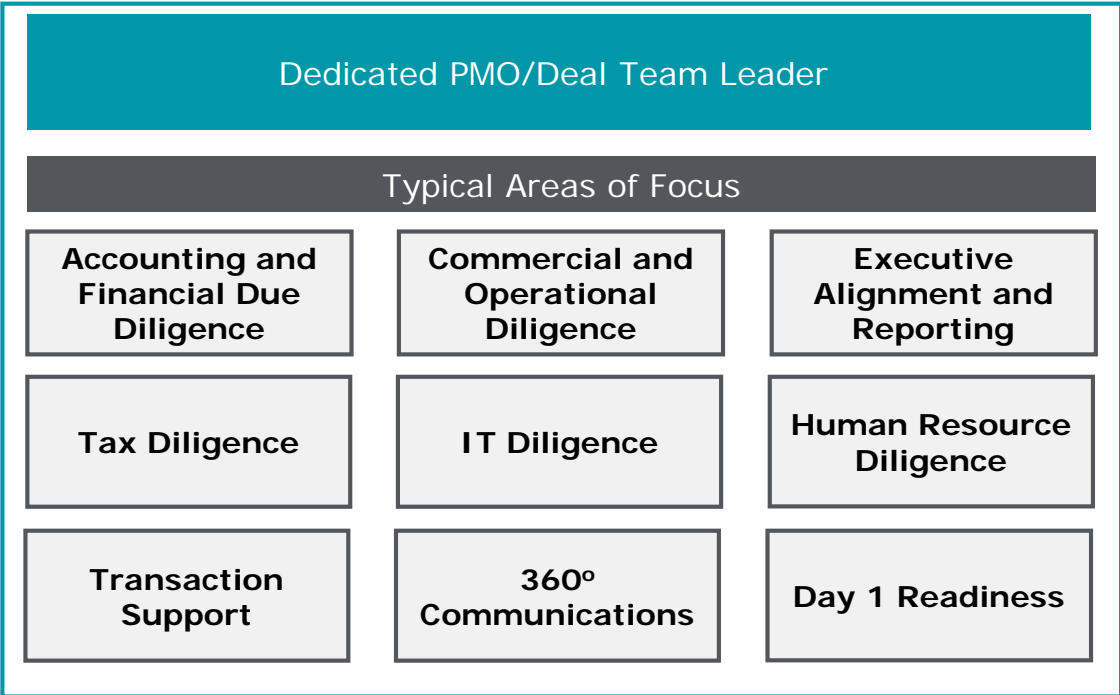 Dedicated PMO/Deal Team Leader
Typical Areas of Focus
Accounting and
Financial Due
Diligence
Commercial and
Operational
Diligence
Executive
Alignment and
Reporting
Tax Diligence
IT Diligence
Human Resource
Diligence
Transaction
Support
360º
Communications
Day 1 Readiness